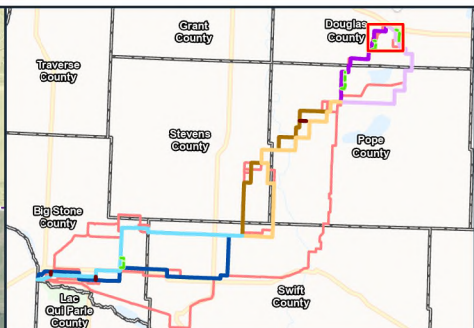 Grant
County
Douglas
County
Traverse
County
Stevens
County
Pope
County
Big Stone
County
Swift
County
Lac
Qui Parle
County